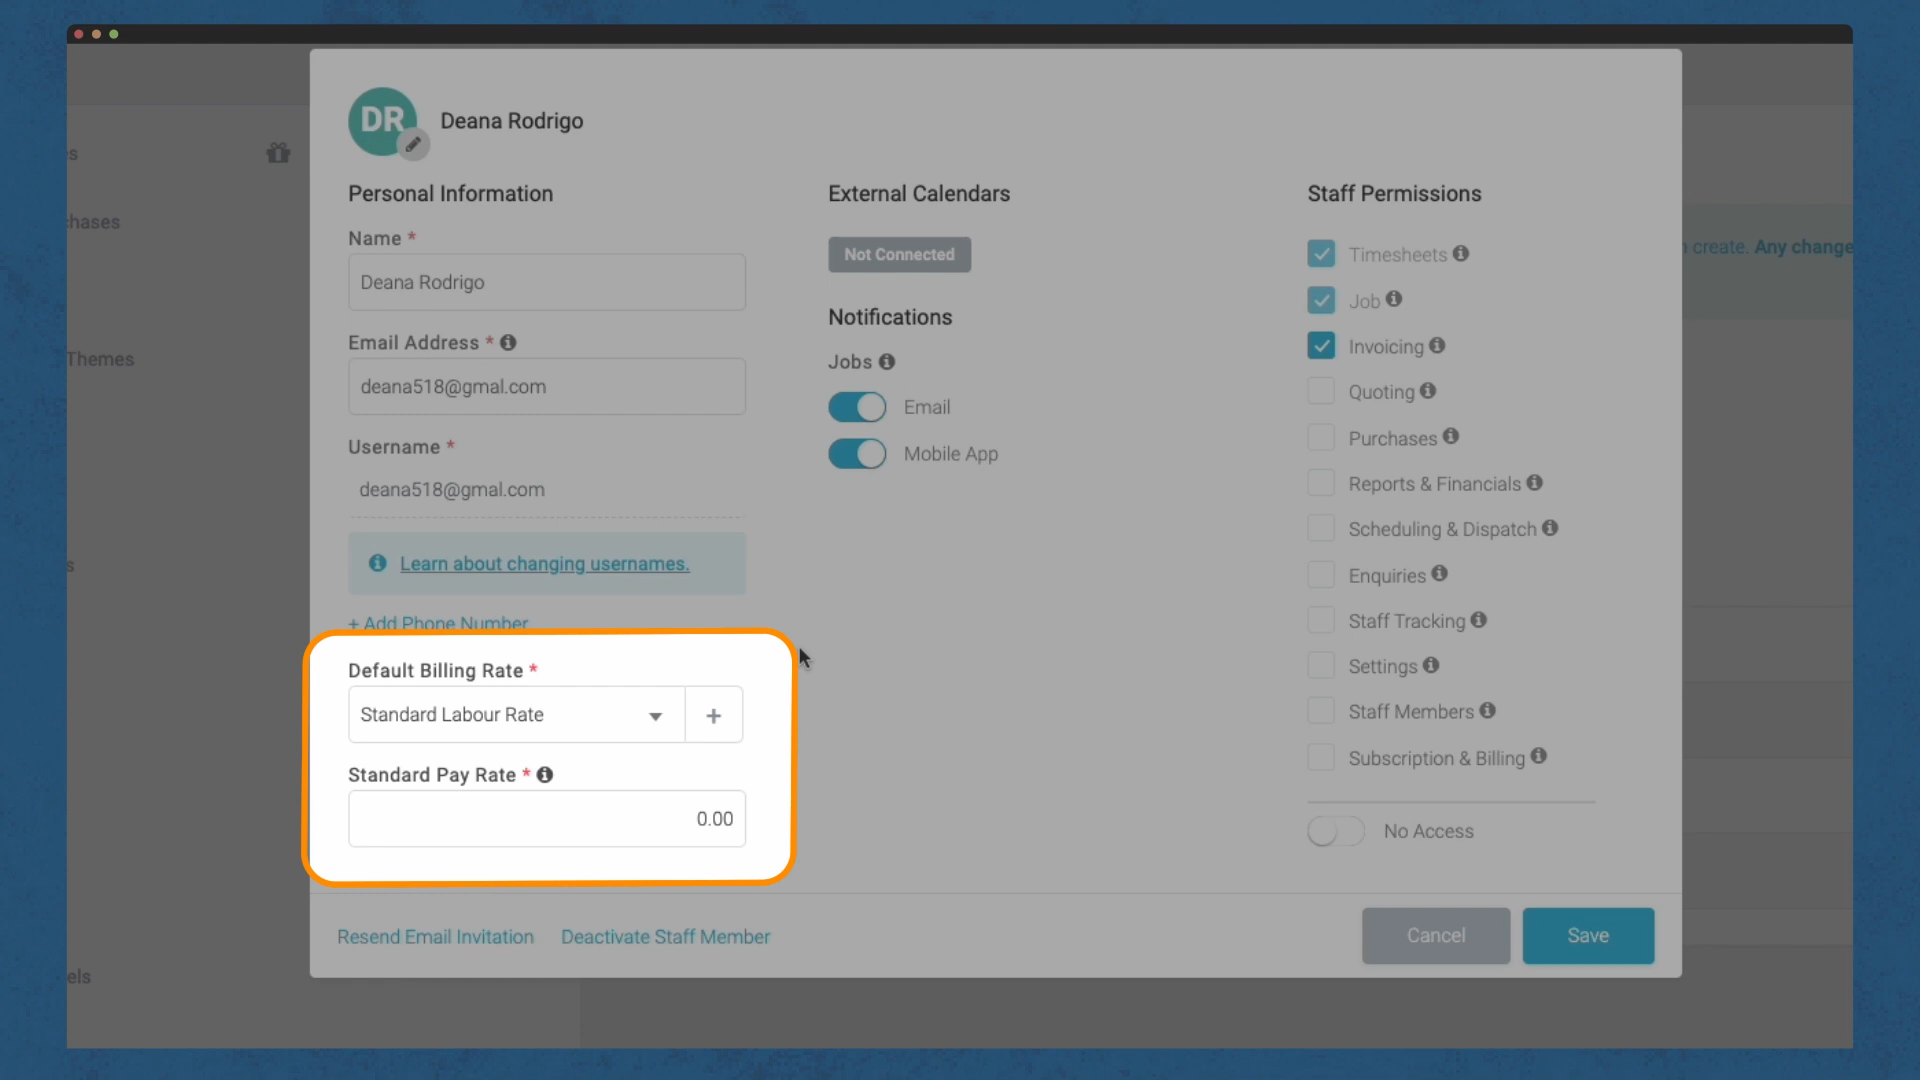 DR
Deana Rodrigo
Personal Information
Name *
Deana Rodrigo
Email Address *
deana518@gmal.com
Username *
deana518@gmal.com
Learn about changing usernames.
+ Add Phone Number
Default Billing Rate *
Standard Labour Rate
+
Standard Pay Rate *
0.00
External Calendars
Not Connected
Notifications
Jobs
Email
Mobile App
Staff Permissions
Timesheets
Job
Invoicing
Quoting
Purchases
Reports & Financials
Scheduling & Dispatch
Enquiries
Staff Tracking
Settings
Staff Members
Subscription & Billing
No Access
Resend Email Invitation
Deactivate Staff Member
Cancel
Save
s
hases
Themes
s
els
create. Any change